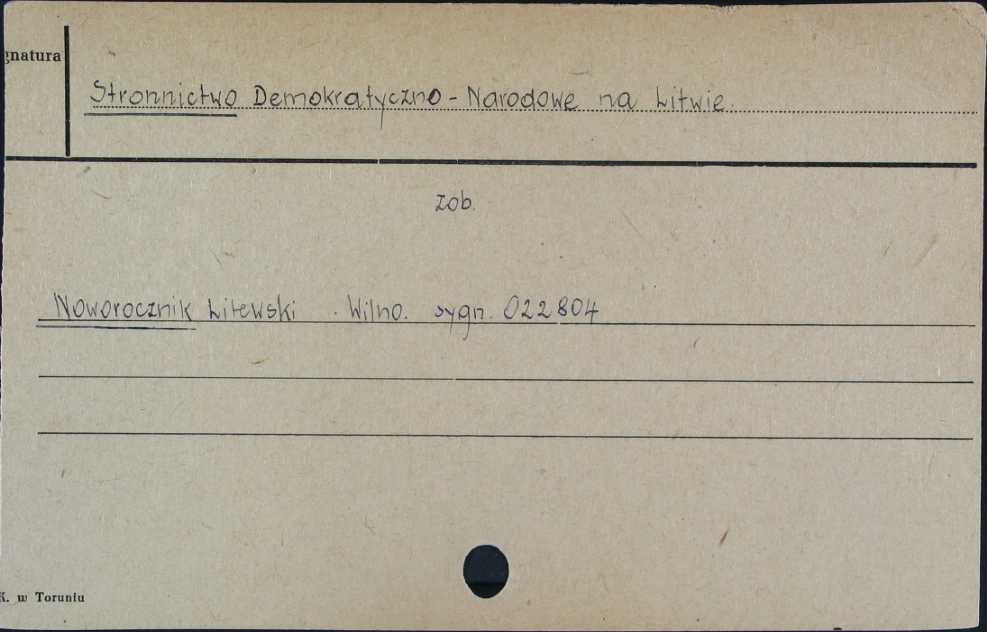 gnatura
Stronnictwo Demokratyczno - Narodowe na Litwie.
zob.
Noworocznik Litewski . Wilno. sygn. 022804
K. w Toruniu